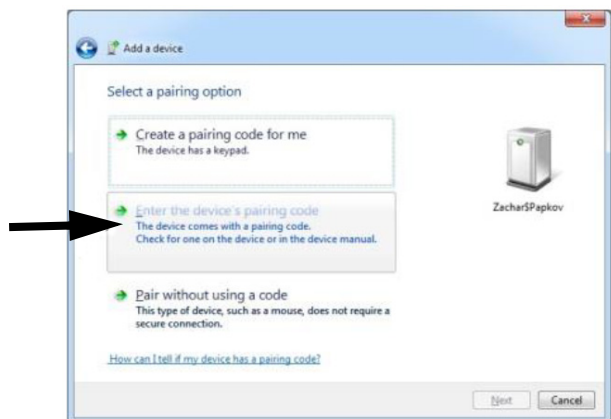 Add a device
Select a pairing option
Create a pairing code for me
The device has a keypad.
Enter the device's pairing code
The device comes with a pairing code.
Check for one on the device or in the device manual.
Zachar$Papkov
Pair without using a code
This type of device, such as a mouse, does not require a
secure connection.
How can I tell if my device has a pairing code?
Next Cancel